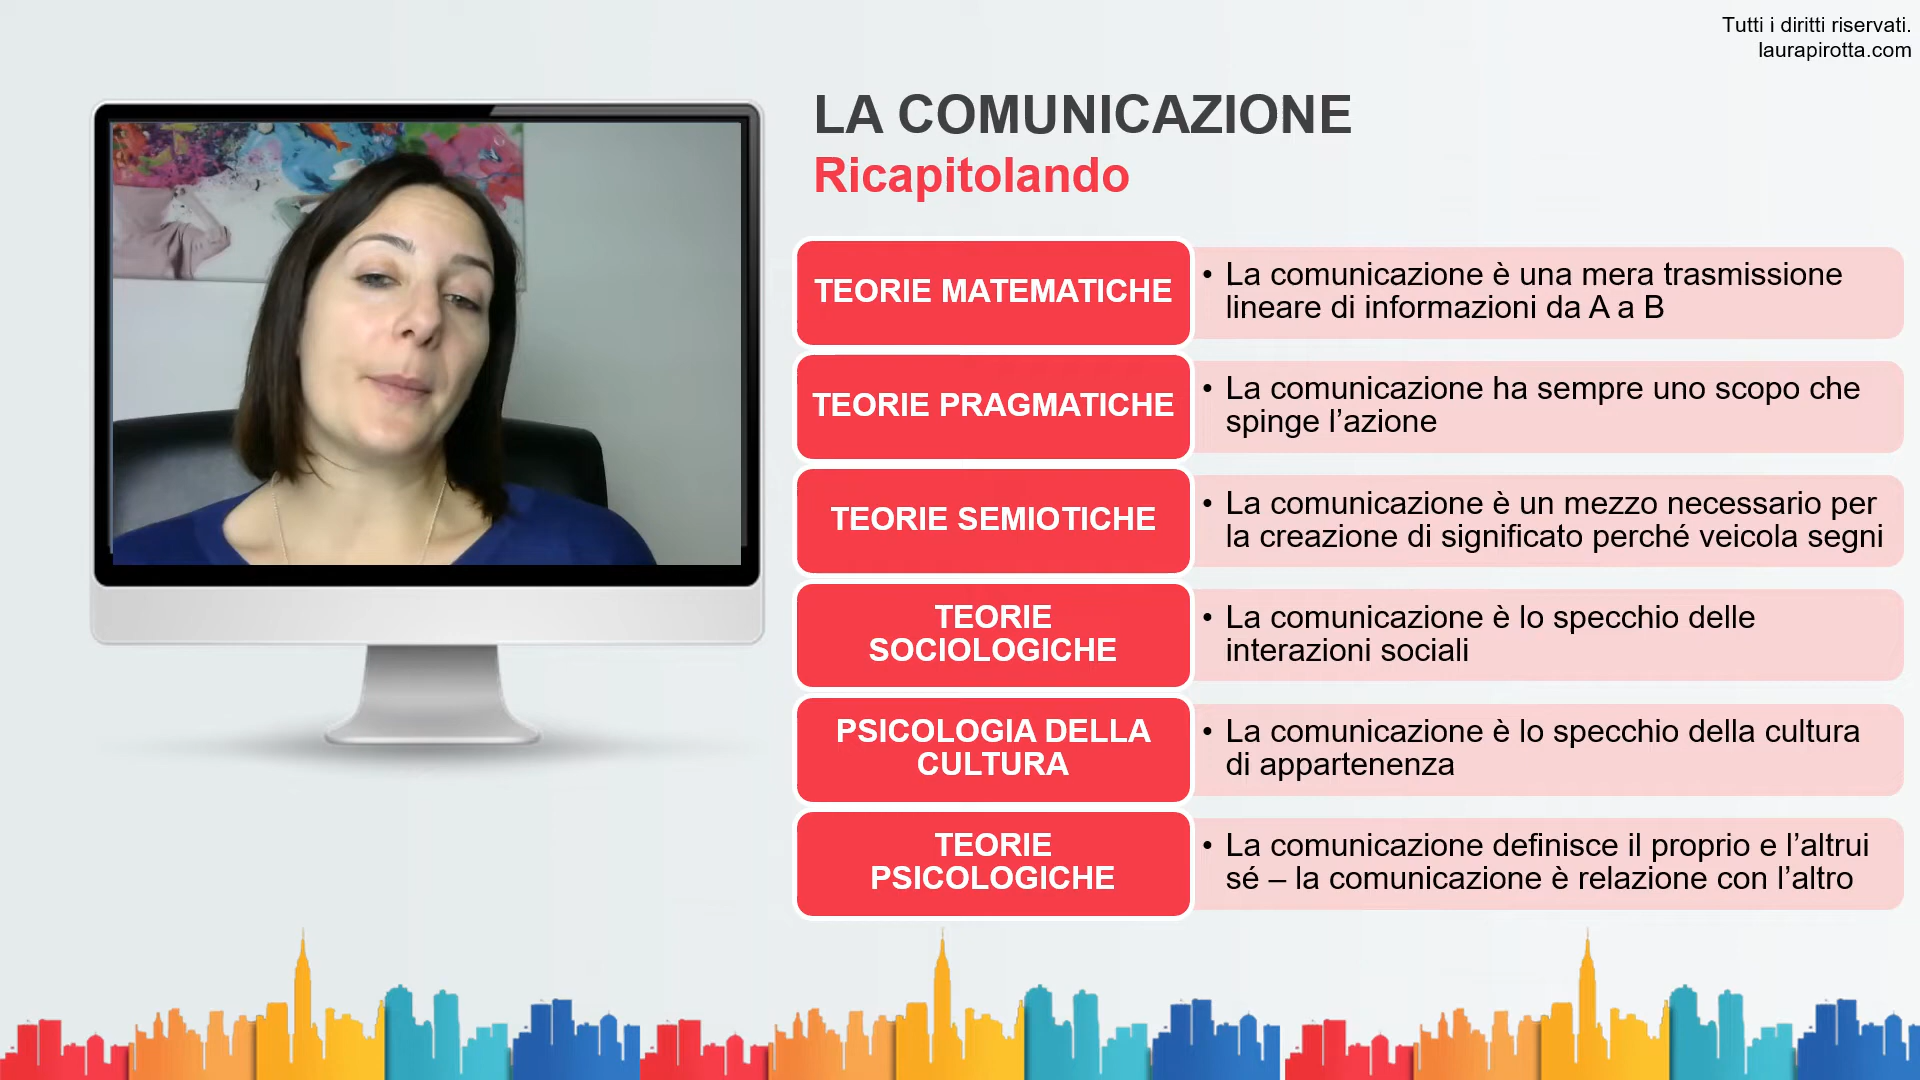 Tutti i diritti riservati.
laurapirotta.com
LA COMUNICAZIONE
Ricapitolando
TEORIE MATEMATICHE
• La comunicazione è una mera trasmissione
lineare di informazioni da A a B
TEORIE PRAGMATICHE
• La comunicazione ha sempre uno scopo che
spinge l’azione
TEORIE SEMIOTICHE
• La comunicazione è un mezzo necessario per
la creazione di significato perché veicola segni
TEORIE
SOCIOLOGICHE
• La comunicazione è lo specchio delle
interazioni sociali
PSICOLOGIA DELLA
CULTURA
• La comunicazione è lo specchio della cultura
di appartenenza
TEORIE
PSICOLOGICHE
• La comunicazione definisce il proprio e l’altrui
sé – la comunicazione è relazione con l’altro